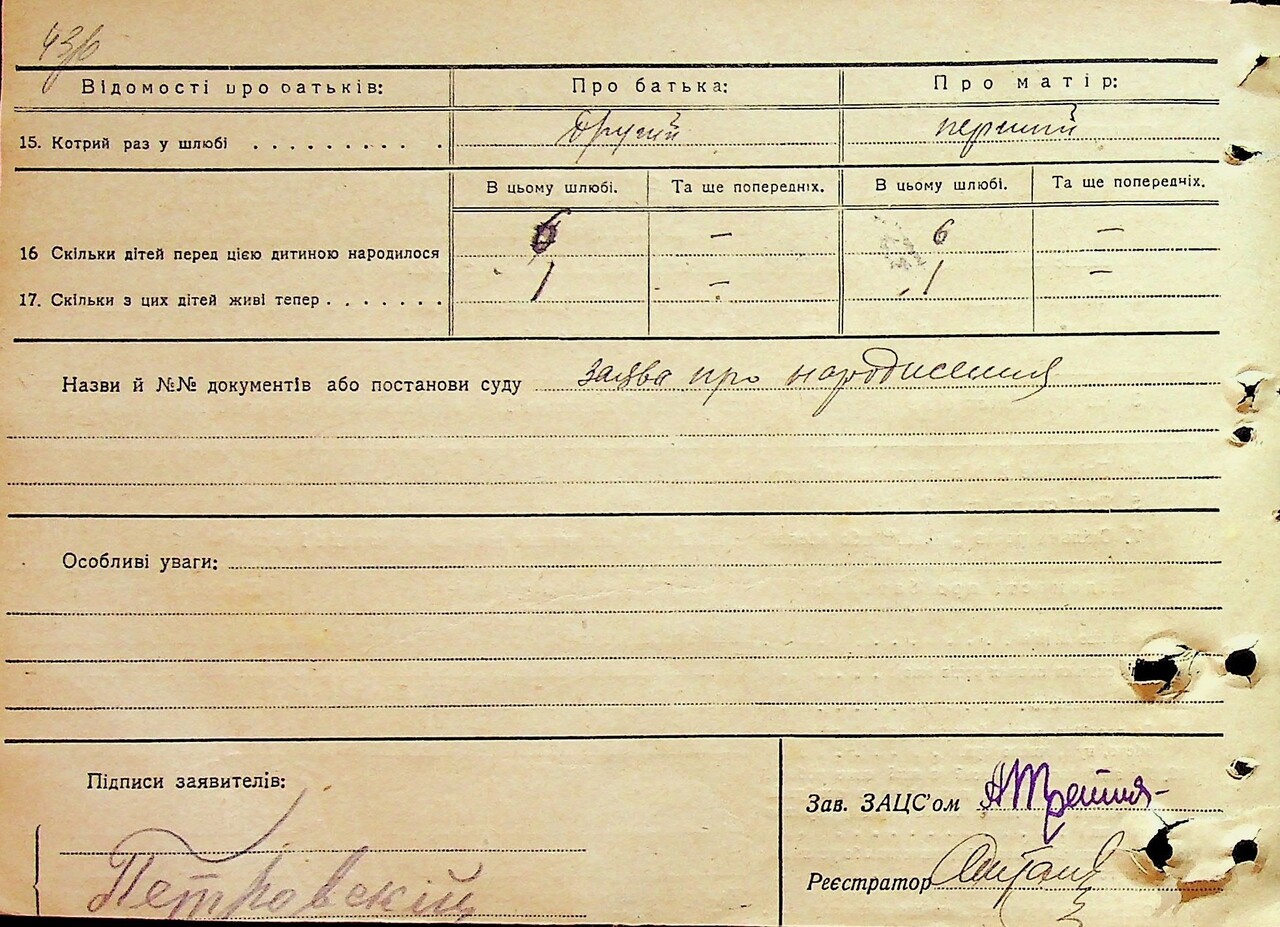 43в
Відомості про батьків: Про батька: Про матір:
15. Котрий раз у шлюбі . . . . . . . . . . другий перший
В цьому шлюбі. Та ще попередніх. В цьому шлюбі. Та ще попередніх.
16 Скільки дітей перед цією дитиною народилося 6 — 6 —
17. Скільки з цих дітей живі тепер . . . . . . . 1 — 1 —
Назви й №№ документів або постанови суду заява про народження
Особливі уваги:
Підписи заявителів:
Зав. ЗАЦС'ом
Петровскій
Реєстратор